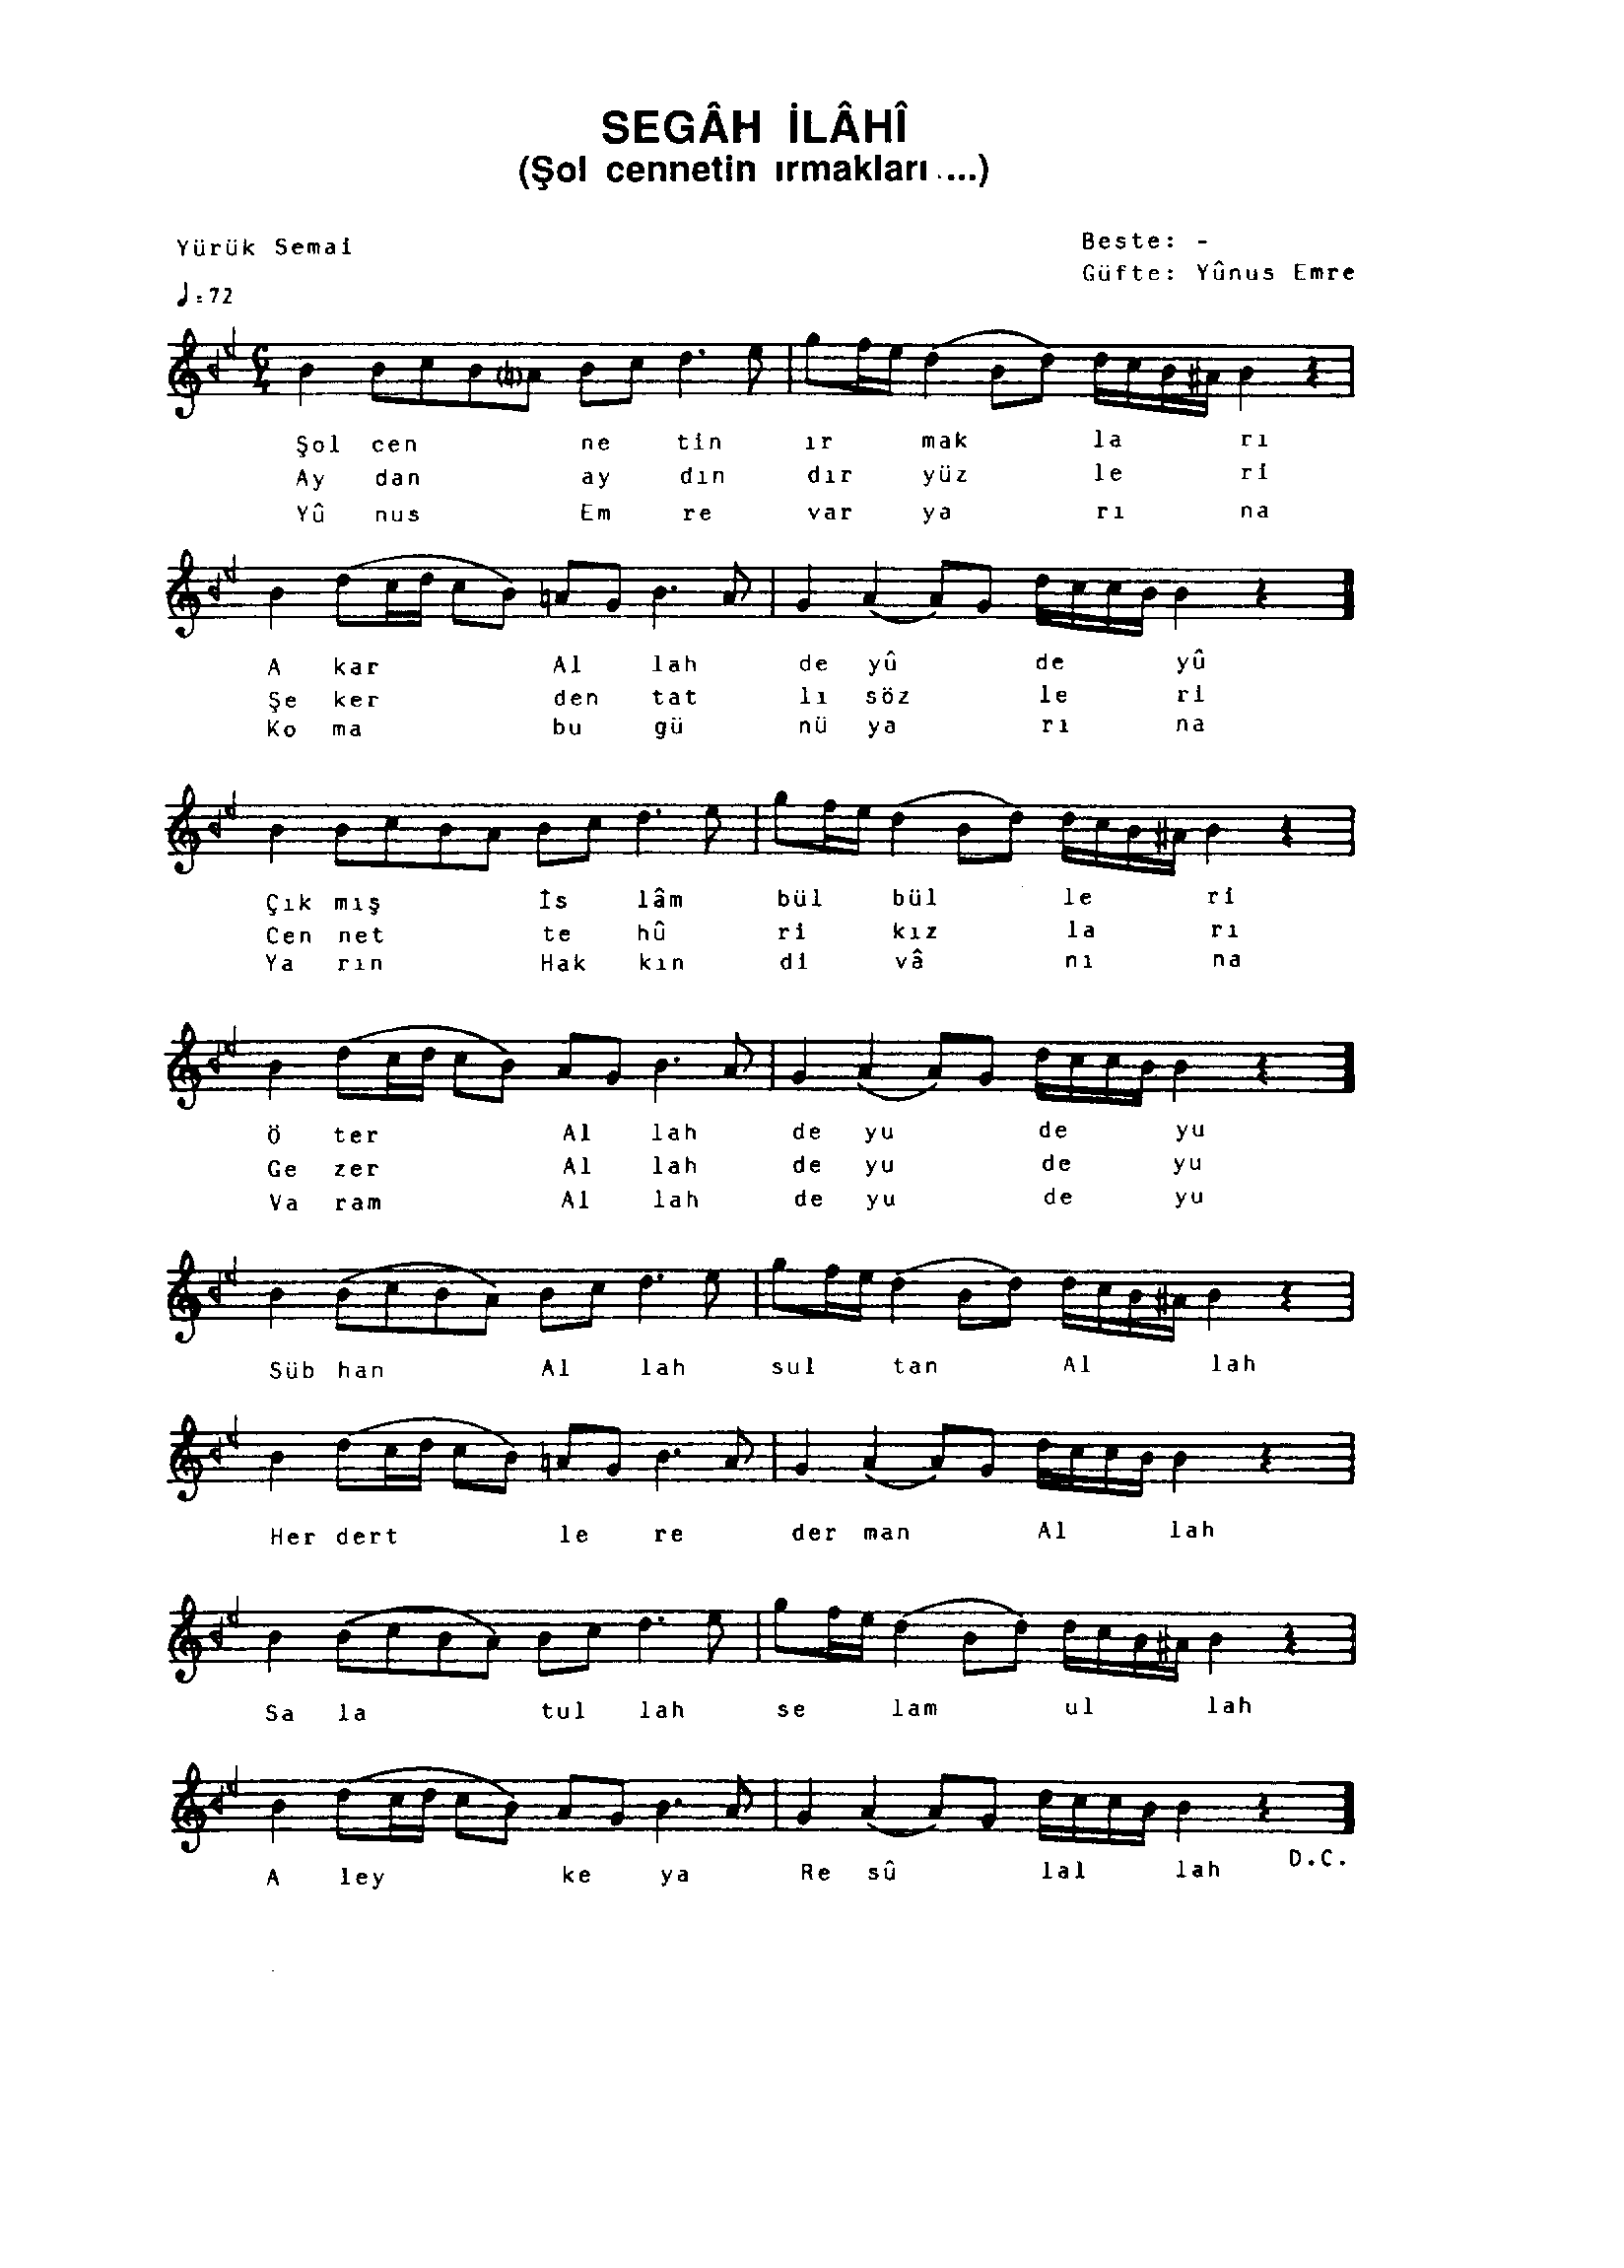 SEGÂH İLÂHÎ
(Şol cennetin ırmakları....)
Yürük Semai
Beste: -
Güfte: Yûnus Emre
♩=72
6/4
Şol cen ne tin ır mak la rı
Ay dan ay dın dır yüz le ri
Yû nus Em re var ya rı na
A kar Al lah de yû de yû
Şe ker den tat lı söz le ri
Ko ma bu gü nü ya rı na
Çık mış İs lâm bül bül le ri
Cen net te hû ri kız la rı
Ya rın Hak kın di vâ nı na
Ö ter Al lah de yu de yu
Ge zer Al lah de yu de yu
Va ram Al lah de yu de yu
Süb han Al lah sul tan Al lah
Her dert le re der man Al lah
Sa la tul lah se lam ul lah
A ley ke ya Re sû lal lah
D.C.